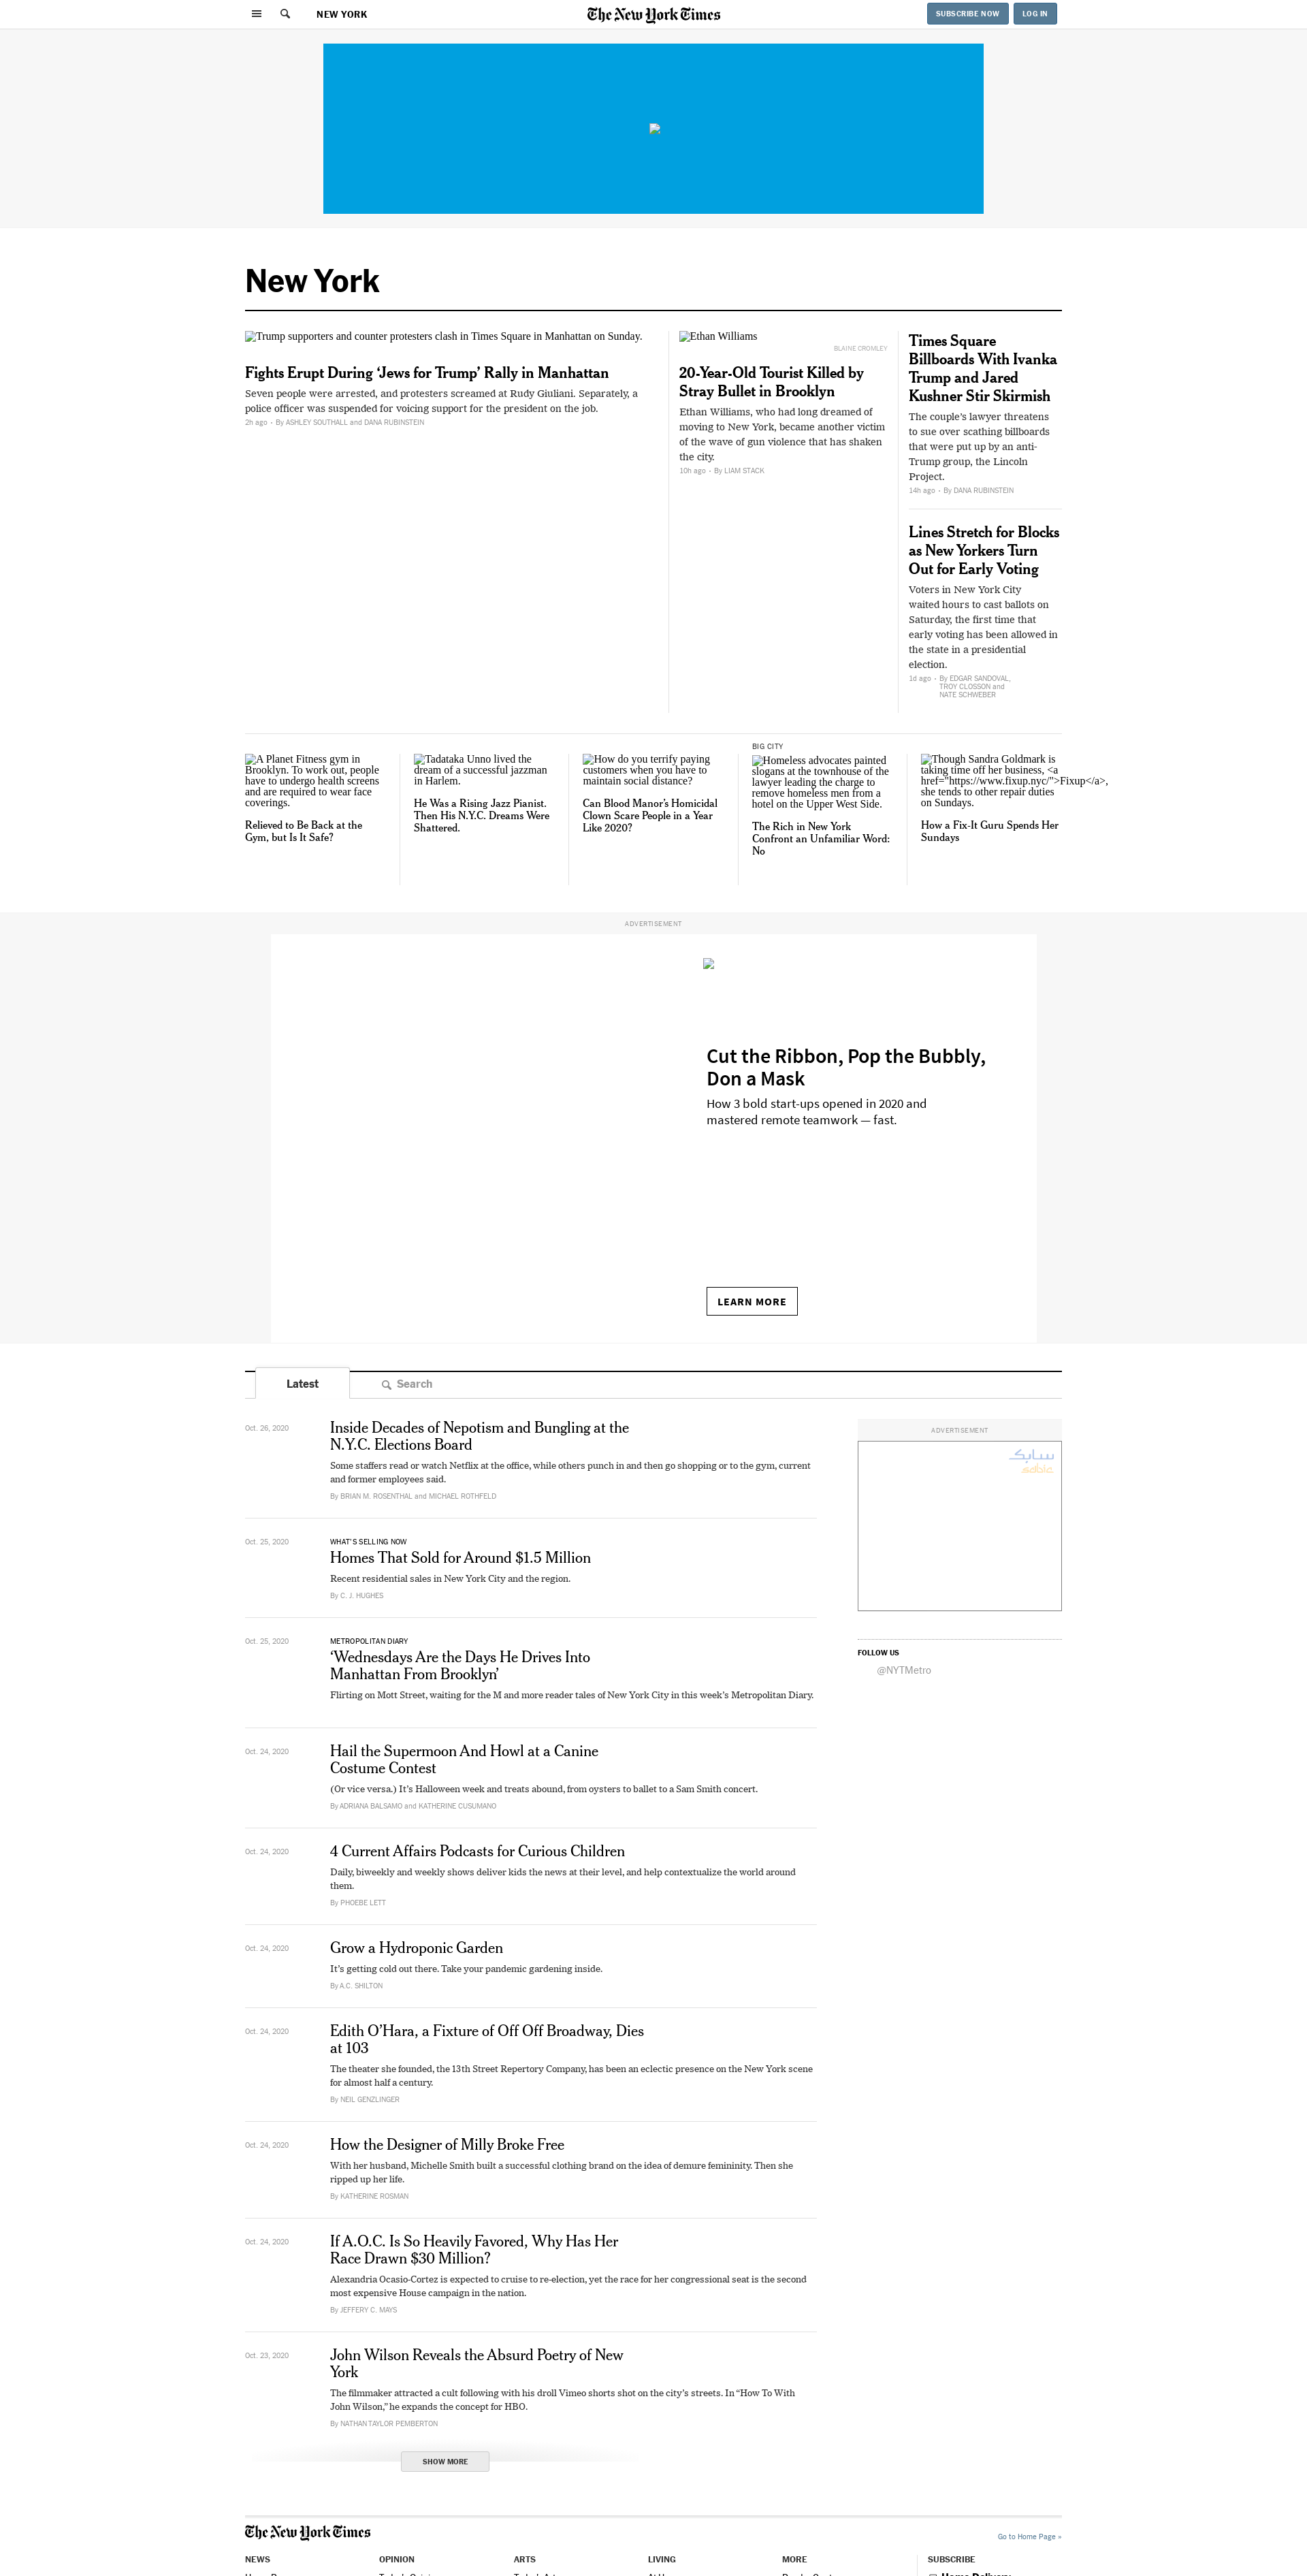 NEW YORK
The New York Times
SUBSCRIBE NOW
LOG IN
New York
Trump supporters and counter protesters clash in Times Square in Manhattan on Sunday.
Fights Erupt During ‘Jews for Trump’ Rally in Manhattan
Seven people were arrested, and protesters screamed at Rudy Giuliani. Separately, a
police officer was suspended for voicing support for the president on the job.
2h ago • By ASHLEY SOUTHALL and DANA RUBINSTEIN
Ethan Williams
BLAINE CROMLEY
20-Year-Old Tourist Killed by
Stray Bullet in Brooklyn
Ethan Williams, who had long dreamed of
moving to New York, became another victim
of the wave of gun violence that has shaken
the city.
10h ago • By LIAM STACK
Times Square
Billboards With Ivanka
Trump and Jared
Kushner Stir Skirmish
The couple’s lawyer threatens
to sue over scathing billboards
that were put up by an anti-
Trump group, the Lincoln
Project.
14h ago • By DANA RUBINSTEIN
Lines Stretch for Blocks
as New Yorkers Turn
Out for Early Voting
Voters in New York City
waited hours to cast ballots on
Saturday, the first time that
early voting has been allowed in
the state in a presidential
election.
1d ago • By EDGAR SANDOVAL,
TROY CLOSSON and
NATE SCHWEBER
A Planet Fitness gym in
Brooklyn. To work out, people
have to undergo health screens
and are required to wear face
coverings.
Relieved to Be Back at the
Gym, but Is It Safe?
Tadataka Unno lived the
dream of a successful jazzman
in Harlem.
He Was a Rising Jazz Pianist.
Then His N.Y.C. Dreams Were
Shattered.
How do you terrify paying
customers when you have to
maintain social distance?
Can Blood Manor’s Homicidal
Clown Scare People in a Year
Like 2020?
BIG CITY
Homeless advocates painted
slogans at the townhouse of the
lawyer leading the charge to
remove homeless men from a
hotel on the Upper West Side.
The Rich in New York
Confront an Unfamiliar Word:
No
Though Sandra Goldmark is
taking time off her business, <a
href="https://www.fixup.nyc/">Fixup</a>,
she tends to other repair duties
on Sundays.
How a Fix-It Guru Spends Her
Sundays
ADVERTISEMENT
Cut the Ribbon, Pop the Bubbly,
Don a Mask
How 3 bold start-ups opened in 2020 and
mastered remote teamwork — fast.
LEARN MORE
Latest
Search
Oct. 26, 2020
Inside Decades of Nepotism and Bungling at the
N.Y.C. Elections Board
Some staffers read or watch Netflix at the office, while others punch in and then go shopping or to the gym, current
and former employees said.
By BRIAN M. ROSENTHAL and MICHAEL ROTHFELD
Oct. 25, 2020
WHAT’S SELLING NOW
Homes That Sold for Around $1.5 Million
Recent residential sales in New York City and the region.
By C. J. HUGHES
Oct. 25, 2020
METROPOLITAN DIARY
‘Wednesdays Are the Days He Drives Into
Manhattan From Brooklyn’
Flirting on Mott Street, waiting for the M and more reader tales of New York City in this week’s Metropolitan Diary.
Oct. 24, 2020
Hail the Supermoon And Howl at a Canine
Costume Contest
(Or vice versa.) It’s Halloween week and treats abound, from oysters to ballet to a Sam Smith concert.
By ADRIANA BALSAMO and KATHERINE CUSUMANO
Oct. 24, 2020
4 Current Affairs Podcasts for Curious Children
Daily, biweekly and weekly shows deliver kids the news at their level, and help contextualize the world around
them.
By PHOEBE LETT
Oct. 24, 2020
Grow a Hydroponic Garden
It’s getting cold out there. Take your pandemic gardening inside.
By A.C. SHILTON
Oct. 24, 2020
Edith O’Hara, a Fixture of Off Off Broadway, Dies
at 103
The theater she founded, the 13th Street Repertory Company, has been an eclectic presence on the New York scene
for almost half a century.
By NEIL GENZLINGER
Oct. 24, 2020
How the Designer of Milly Broke Free
With her husband, Michelle Smith built a successful clothing brand on the idea of demure femininity. Then she
ripped up her life.
By KATHERINE ROSMAN
Oct. 24, 2020
If A.O.C. Is So Heavily Favored, Why Has Her
Race Drawn $30 Million?
Alexandria Ocasio-Cortez is expected to cruise to re-election, yet the race for her congressional seat is the second
most expensive House campaign in the nation.
By JEFFERY C. MAYS
Oct. 23, 2020
John Wilson Reveals the Absurd Poetry of New
York
The filmmaker attracted a cult following with his droll Vimeo shorts shot on the city’s streets. In “How To With
John Wilson,” he expands the concept for HBO.
By NATHAN TAYLOR PEMBERTON
SHOW MORE
ADVERTISEMENT
سابك
sabic
FOLLOW US
@NYTMetro
The New York Times
Go to Home Page »
NEWS
OPINION
ARTS
LIVING
MORE
SUBSCRIBE